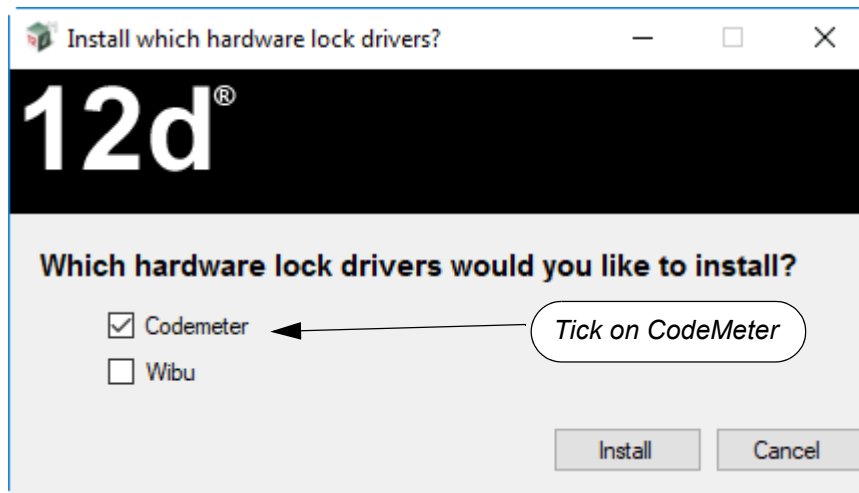 Install which hardware lock drivers?
12d®
Which hardware lock drivers would you like to install?
Codemeter
Tick on CodeMeter
Wibu
Install Cancel